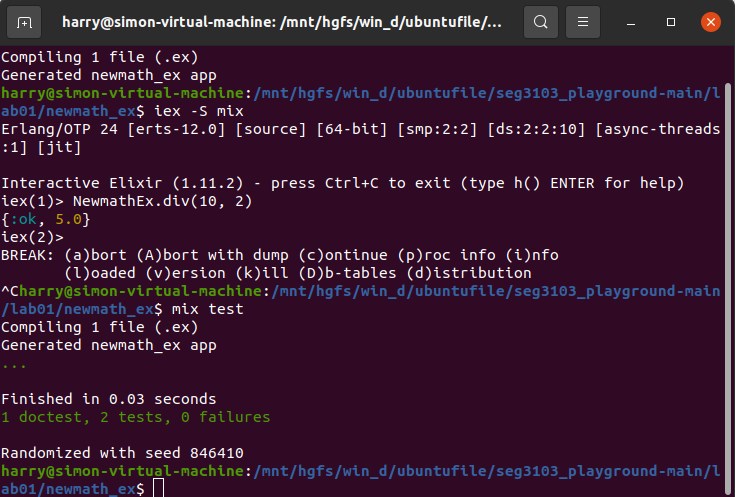 harry@simon-virtual-machine: /mnt/hgfs/win_d/ubuntufile/…
Compiling 1 file (.ex)
Generated newmath_ex app
harry@simon-virtual-machine:/mnt/hgfs/win_d/ubuntufile/seg3103_playground-main/l
ab01/newmath_ex$ iex -S mix
Erlang/OTP 24 [erts-12.0] [source] [64-bit] [smp:2:2] [ds:2:2:10] [async-threads
:1] [jit]
Interactive Elixir (1.11.2) - press Ctrl+C to exit (type h() ENTER for help)
iex(1)> NewmathEx.div(10, 2)
{:ok, 5.0}
iex(2)>
BREAK: (a)bort (A)bort with dump (c)ontinue (p)roc info (i)nfo
(l)oaded (v)ersion (k)ill (D)b-tables (d)istribution
^Charry@simon-virtual-machine:/mnt/hgfs/win_d/ubuntufile/seg3103_playground-main
/lab01/newmath_ex$ mix test
Compiling 1 file (.ex)
Generated newmath_ex app
...
Finished in 0.03 seconds
1 doctest, 2 tests, 0 failures
Randomized with seed 846410
harry@simon-virtual-machine:/mnt/hgfs/win_d/ubuntufile/seg3103_playground-main/l
ab01/newmath_ex$